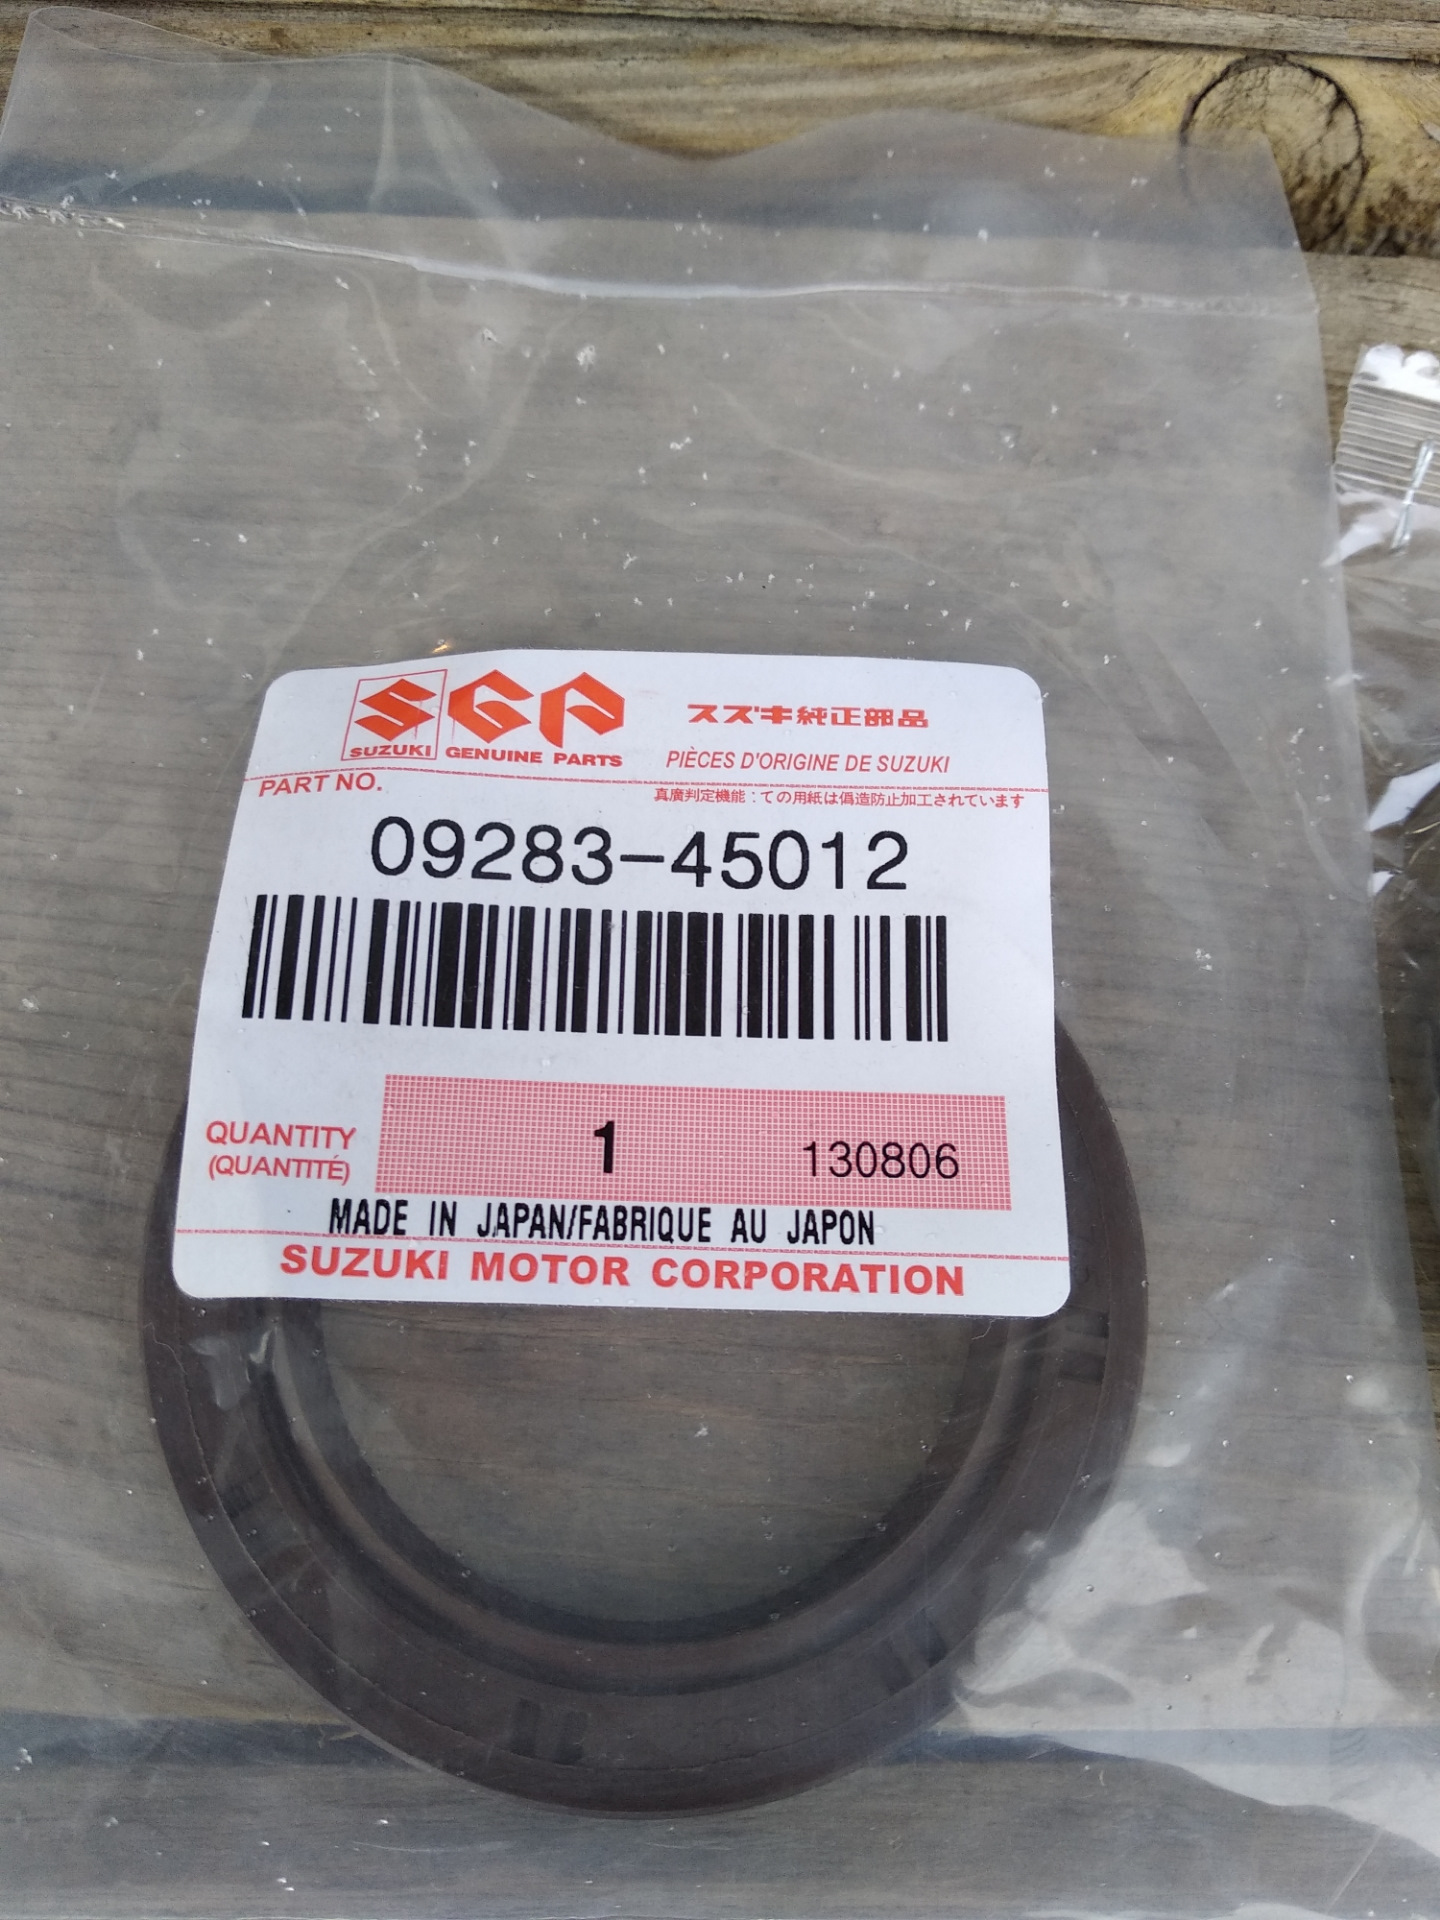 SGP
SUZUKI GENUINE PARTS
スズキ純正部品
PIÈCES D'ORIGINE DE SUZUKI
PART NO.
真贋判定機能:この用紙は偽造防止加工されています
09283-45012
QUANTITY
(QUANTITÉ)
1 130806
MADE IN JAPAN/FABRIQUE AU JAPON
SUZUKI MOTOR CORPORATION